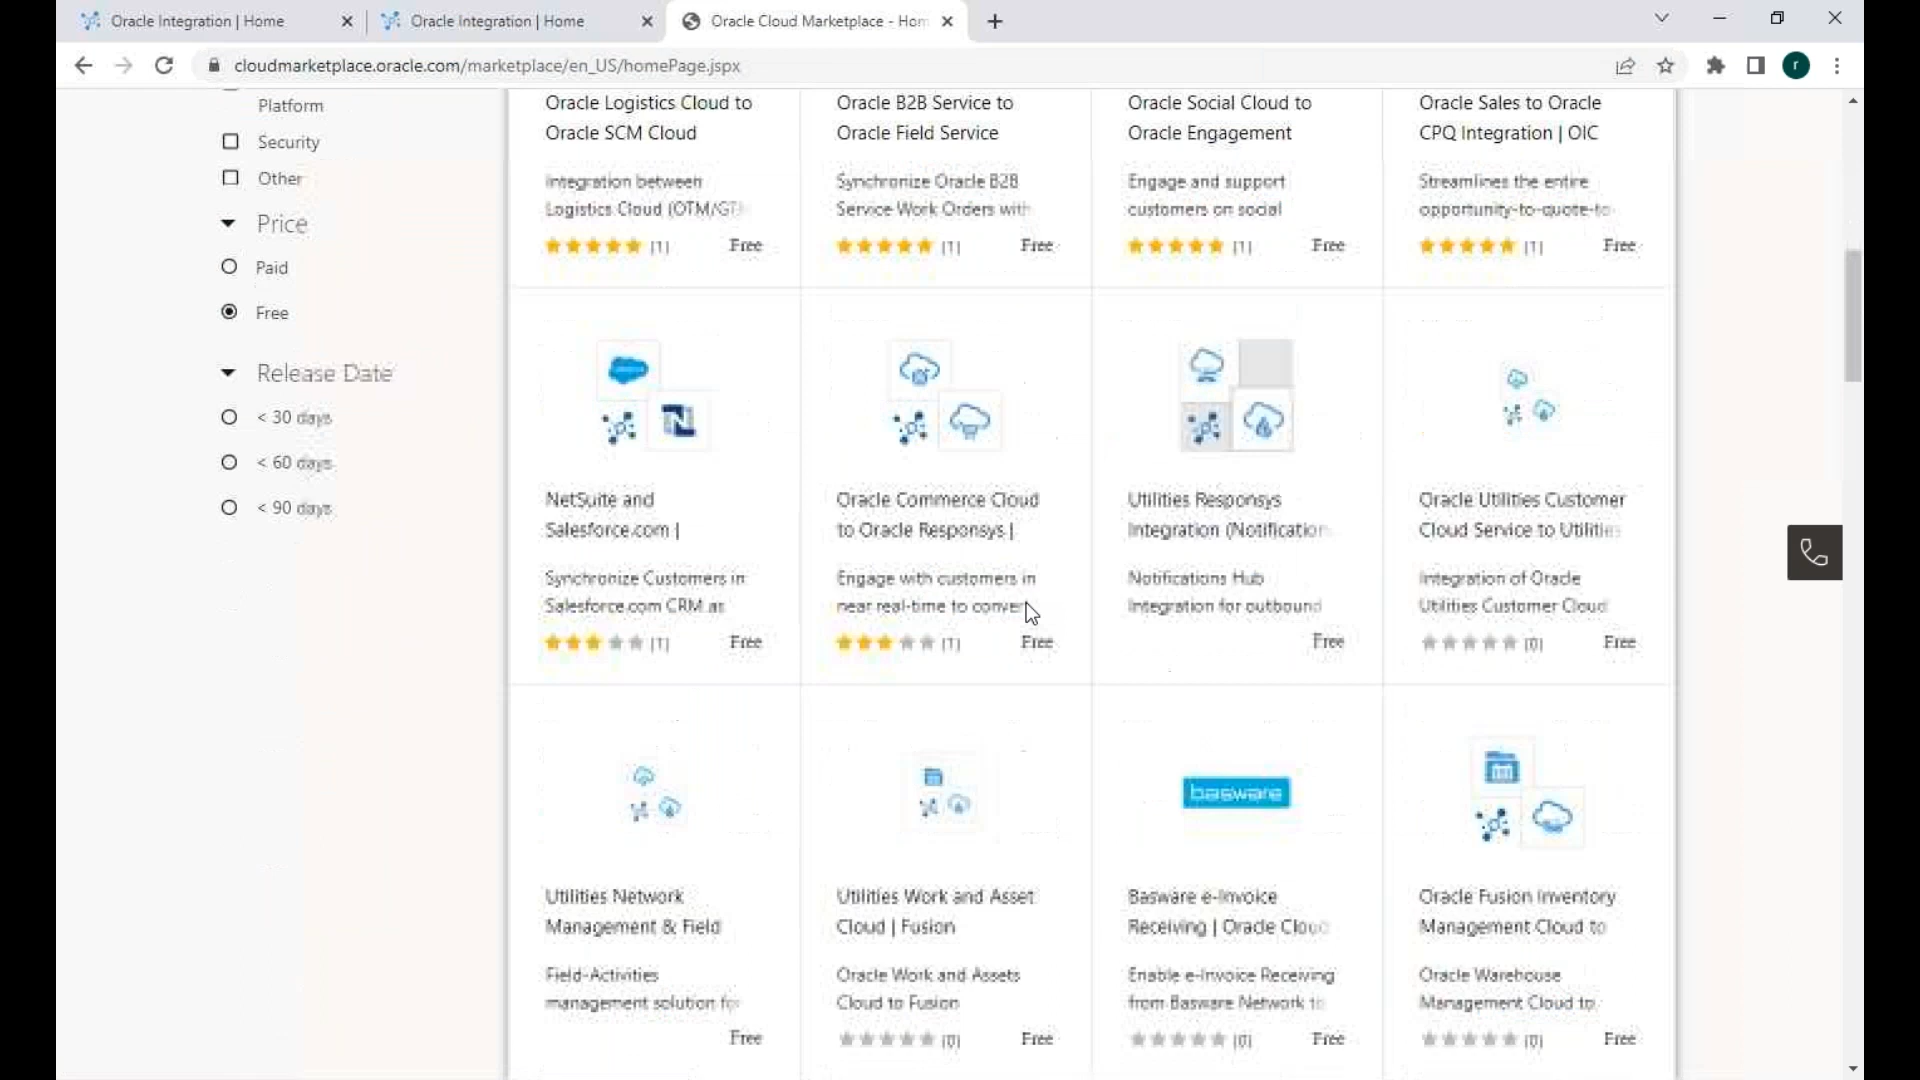 Oracle Integration | Home
Oracle Integration | Home
Oracle Cloud Marketplace - Hom
cloudmarketplace.oracle.com/marketplace/en_US/homePage.jspx
r
Platform
Security
Other
Price
Paid
Free
Release Date
< 30 days
< 60 days
< 90 days
Oracle Logistics Cloud to
Oracle SCM Cloud
Integration between
Logistics Cloud (OTM/GT
(1) Free
Oracle B2B Service to
Oracle Field Service
Synchronize Oracle B2B
Service Work Orders with
(1) Free
Oracle Social Cloud to
Oracle Engagement
Engage and support
customers on social
(1) Free
Oracle Sales to Oracle
CPQ Integration | OIC
Streamlines the entire
opportunity-to-quote-to-
(1) Free
NetSuite and
Salesforce.com |
Synchronize Customers in
Salesforce.com CRM as
(1) Free
Oracle Commerce Cloud
to Oracle Responsys |
Engage with customers in
near real-time to conver
(1) Free
Utilities Responsys
Integration (Notification
Notifications Hub
Integration for outbound
Free
Oracle Utilities Customer
Cloud Service to Utilities
Integration of Oracle
Utilities Customer Cloud
(0) Free
Utilities Network
Management & Field
Field-Activities
management solution for
Free
Utilities Work and Asset
Cloud | Fusion
Oracle Work and Assets
Cloud to Fusion
(0) Free
basware
Basware e-Invoice
Receiving | Oracle Cloud
Enable e-Invoice Receiving
from Basware Network to
(0) Free
Oracle Fusion Inventory
Management Cloud to
Oracle Warehouse
Management Cloud to
(0) Free